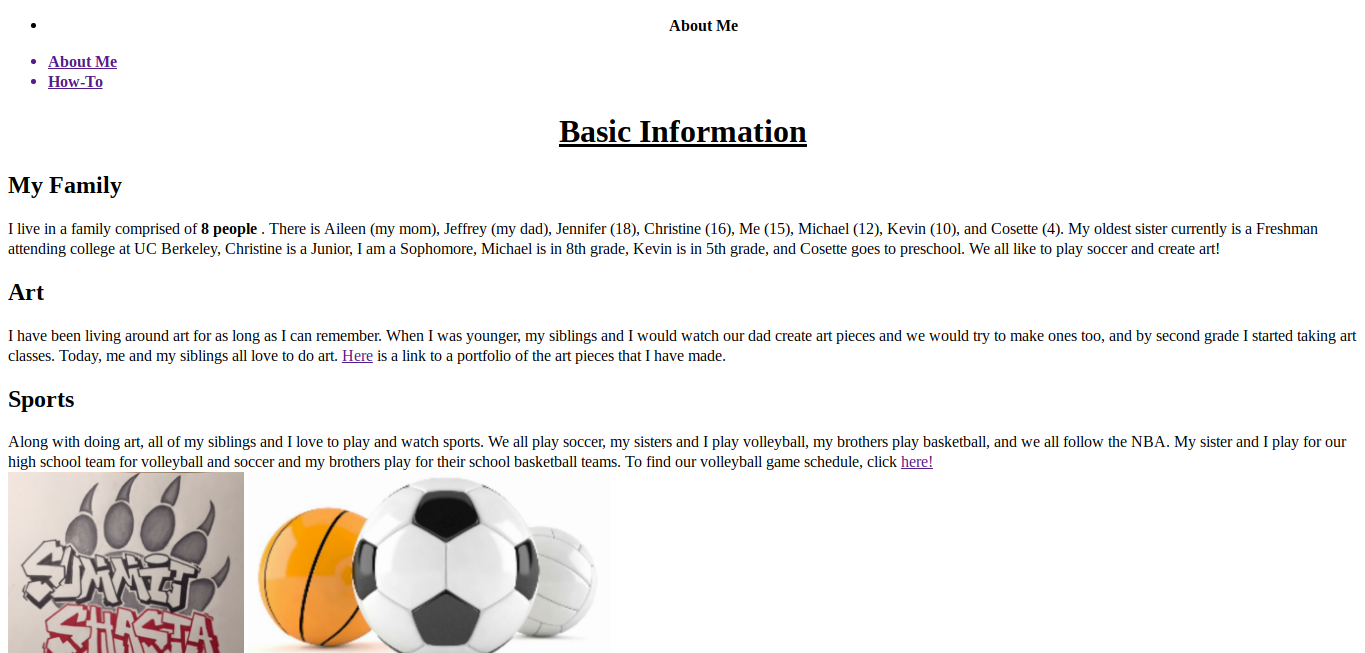 About Me
About Me
How-To
Basic Information
My Family
I live in a family comprised of 8 people . There is Aileen (my mom), Jeffrey (my dad), Jennifer (18), Christine (16), Me (15), Michael (12), Kevin (10), and Cosette (4). My oldest sister currently is a Freshman
attending college at UC Berkeley, Christine is a Junior, I am a Sophomore, Michael is in 8th grade, Kevin is in 5th grade, and Cosette goes to preschool. We all like to play soccer and create art!
Art
I have been living around art for as long as I can remember. When I was younger, my siblings and I would watch our dad create art pieces and we would try to make ones too, and by second grade I started taking art
classes. Today, me and my siblings all love to do art. Here is a link to a portfolio of the art pieces that I have made.
Sports
Along with doing art, all of my siblings and I love to play and watch sports. We all play soccer, my sisters and I play volleyball, my brothers play basketball, and we all follow the NBA. My sister and I play for our
high school team for volleyball and soccer and my brothers play for their school basketball teams. To find our volleyball game schedule, click here!
SUMMIT
SHASTA